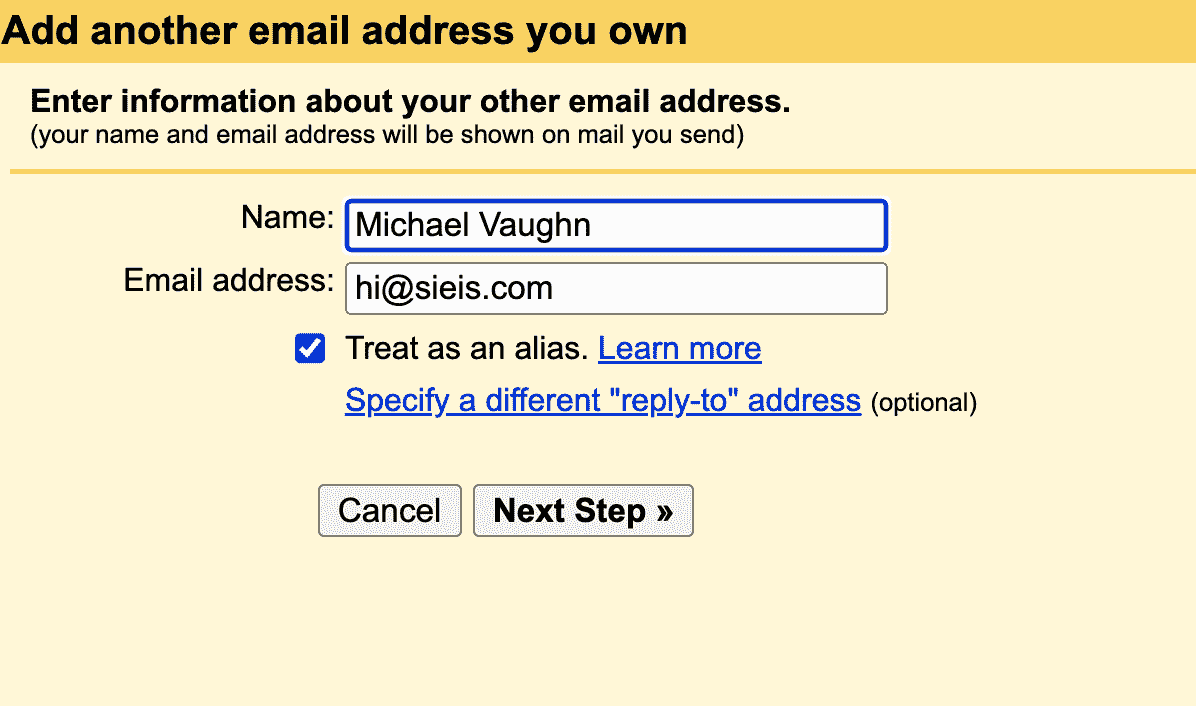 Add another email address you own
Enter information about your other email address.
(your name and email address will be shown on mail you send)
Name: Michael Vaughn
Email address: hi@sieis.com
Treat as an alias. Learn more
Specify a different "reply-to" address (optional)
Cancel Next Step »